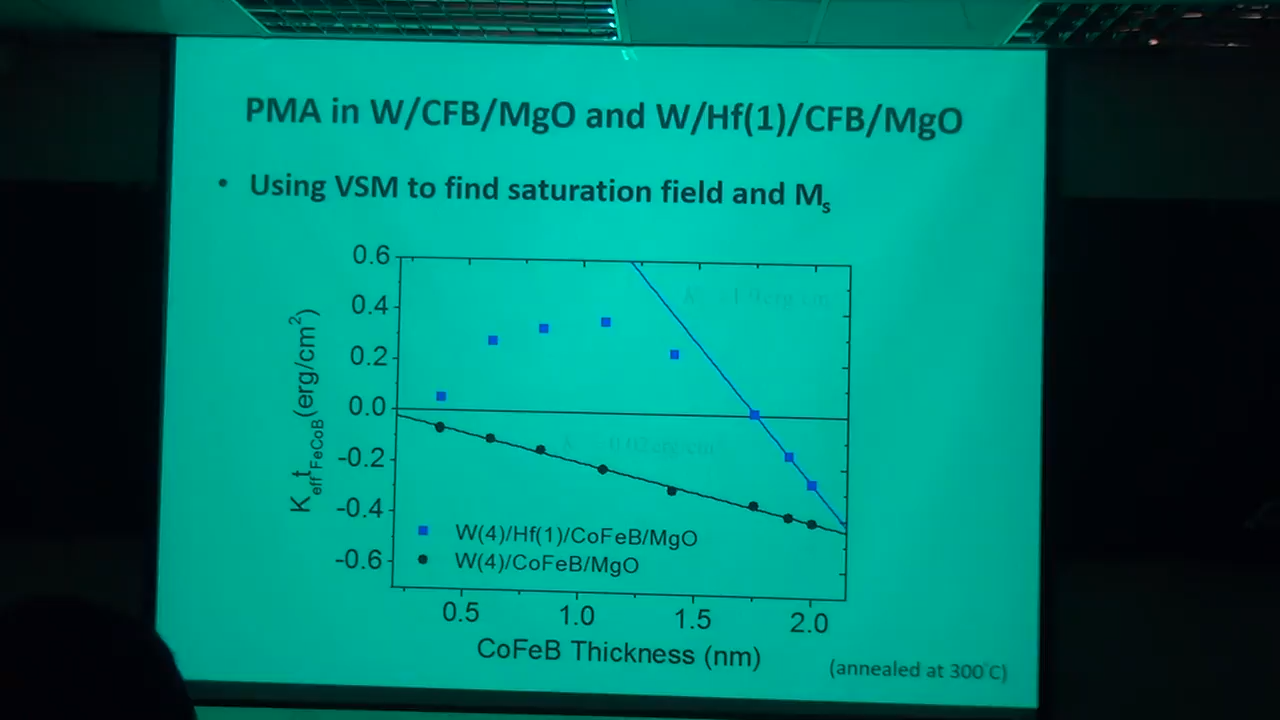 PMA in W/CFB/MgO and W/Hf(1)/CFB/MgO
• Using VSM to find saturation field and Ms
0.6
0.4
0.2
0.0
-0.2
-0.4
-0.6
KefftFeCoB(erg/cm²)
W(4)/Hf(1)/CoFeB/MgO
W(4)/CoFeB/MgO
0.5 1.0 1.5 2.0
CoFeB Thickness (nm)
(annealed at 300°C)